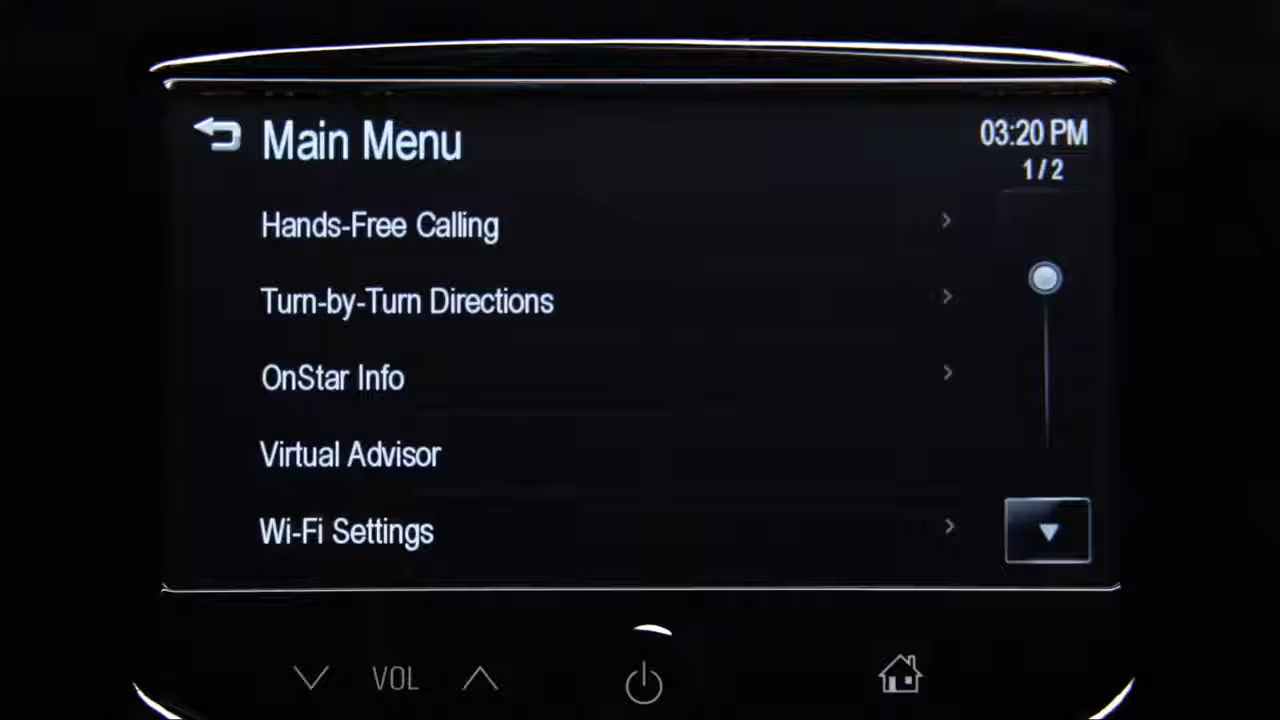 Main Menu
03:20 PM
1/2
Hands-Free Calling
Turn-by-Turn Directions
OnStar Info
Virtual Advisor
Wi-Fi Settings
VOL